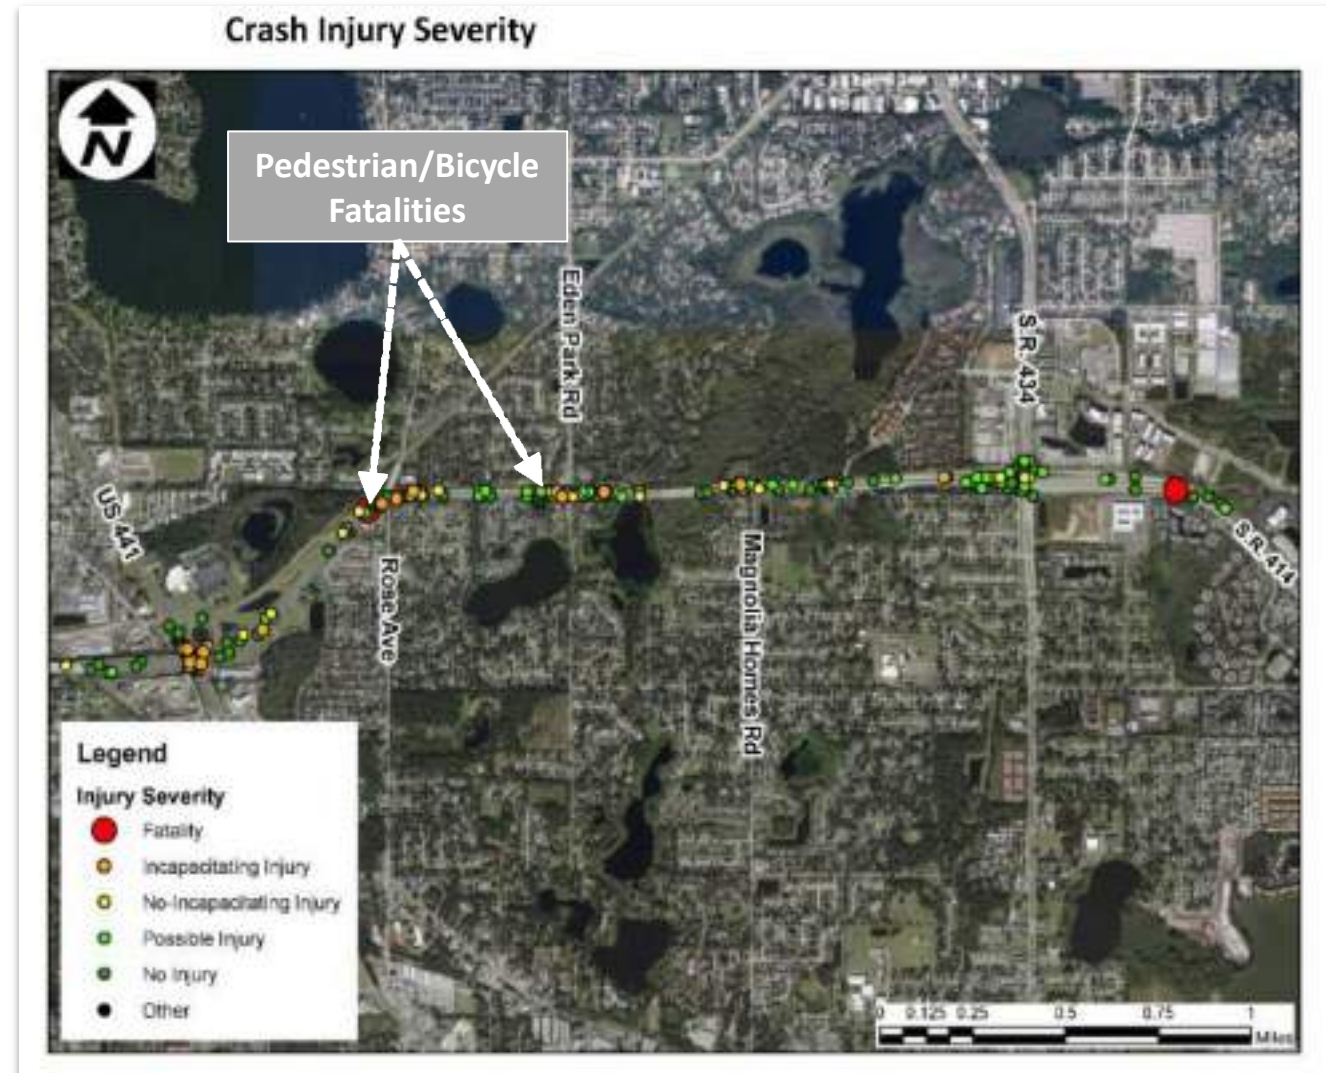 Crash Injury Severity
N
Pedestrian/Bicycle
Fatalities
Eden Park Rd
S.R. 434
US 441
Rose Ave
Magnolia Homes Rd
S.R. 414
Legend
Injury Severity
Fatality
Incapacitating Injury
No-Incapacitating Injury
Possible Injury
No Injury
Other
0 0.125 0.25 0.5 0.75 1
Miles